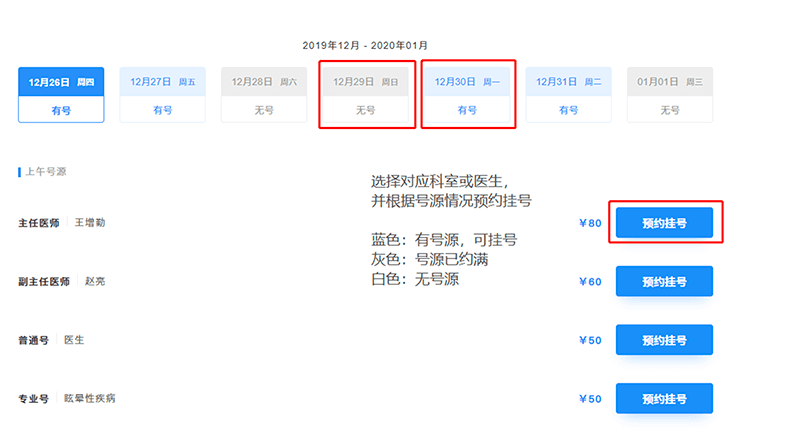 2019年12月 - 2020年01月
12月26日 周四 12月27日 周五 12月28日 周六 12月29日 周日 12月30日 周一 12月31日 周二 01月01日 周三
有号 有号 无号 无号 有号 有号 无号
上午号源
选择对应科室或医生，
并根据号源情况预约挂号
主任医师 王增勤 ￥80 预约挂号
蓝色：有号源，可挂号
灰色：号源已约满
白色：无号源
副主任医师 赵亮 ￥60 预约挂号
普通号 医生 ￥50 预约挂号
专业号 眩晕性疾病 ￥50 预约挂号